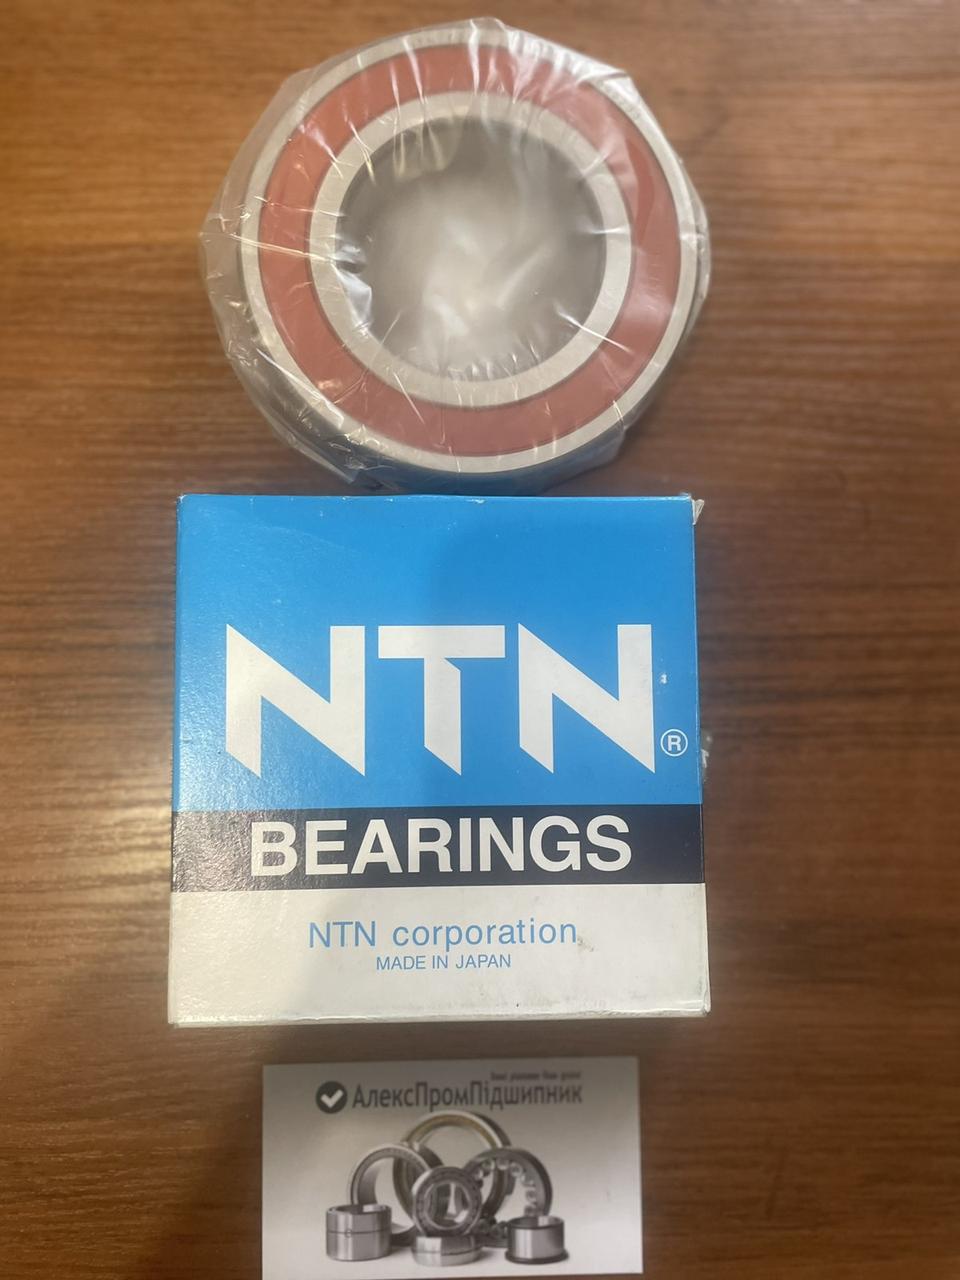 NTN®
BEARINGS
NTN corporation
MADE IN JAPAN
АлексПромПідшипник